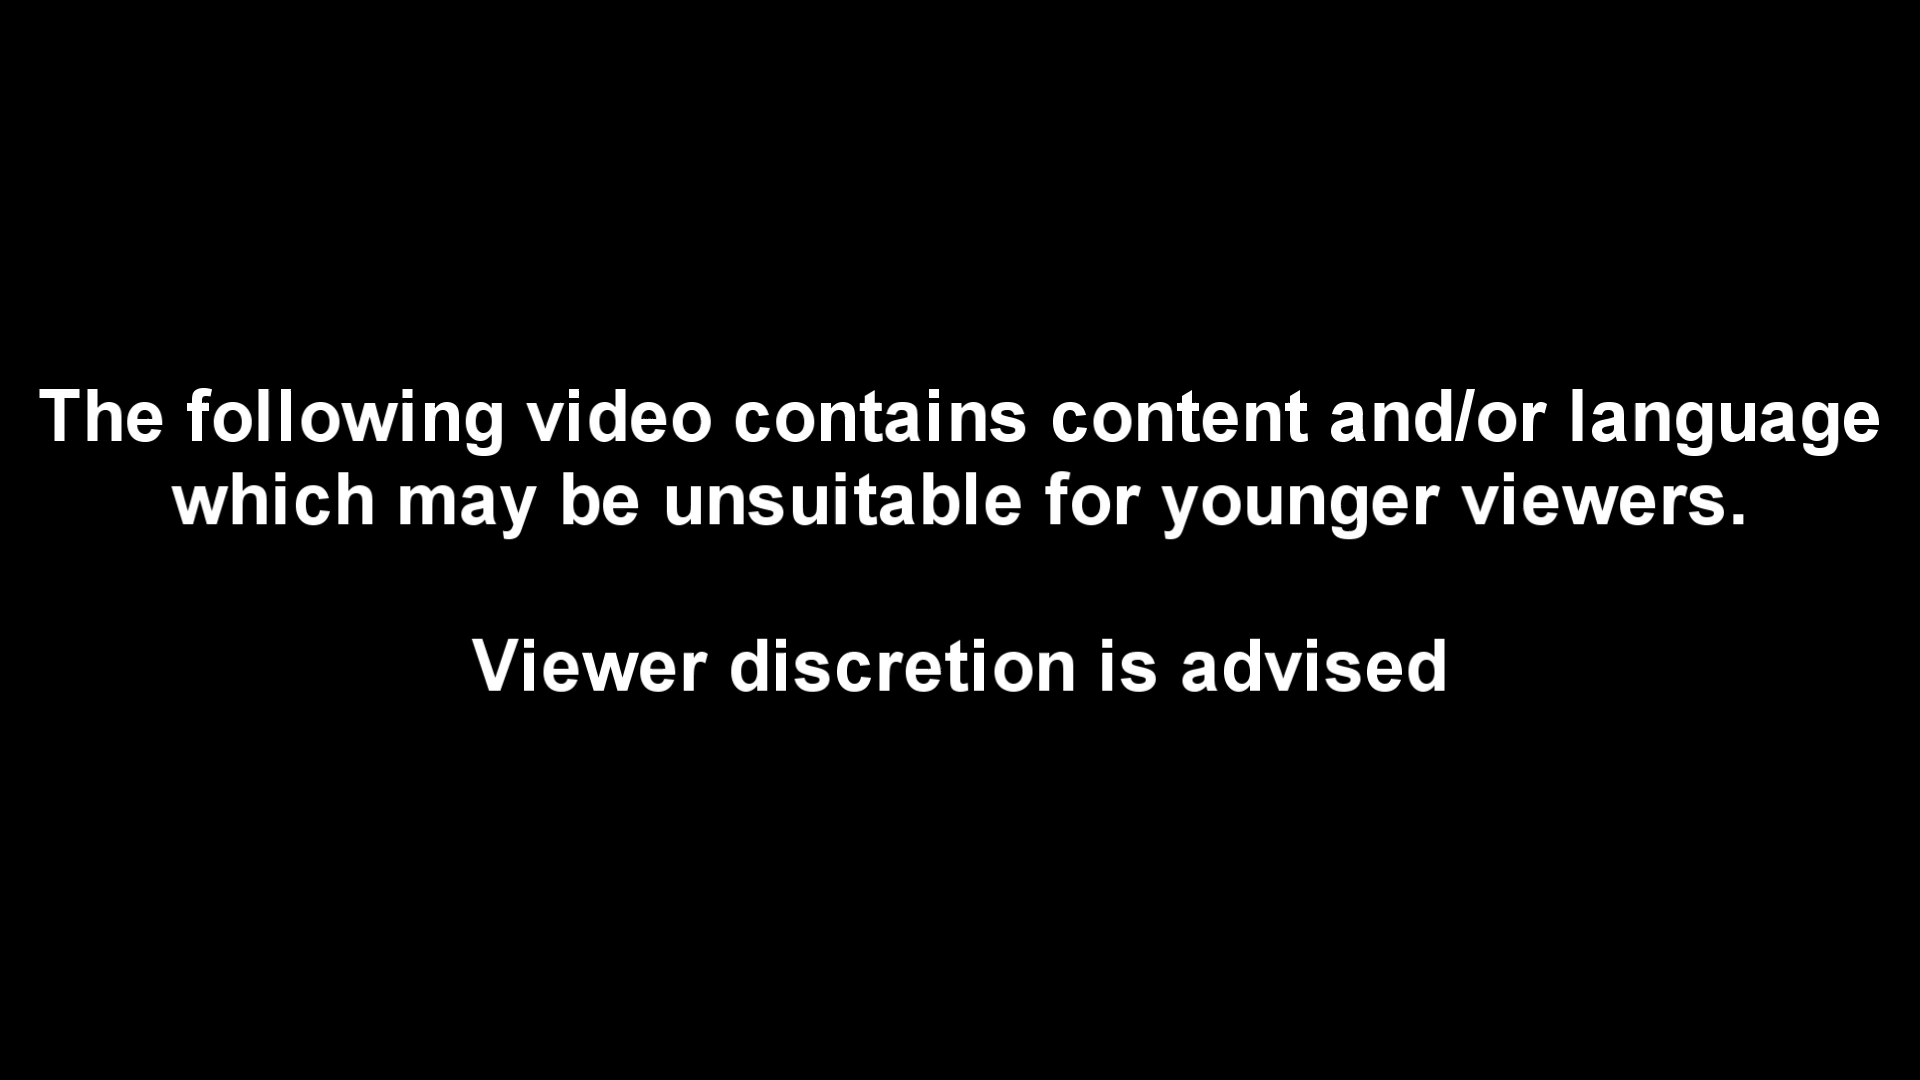 The following video contains content and/or language
which may be unsuitable for younger viewers.
Viewer discretion is advised